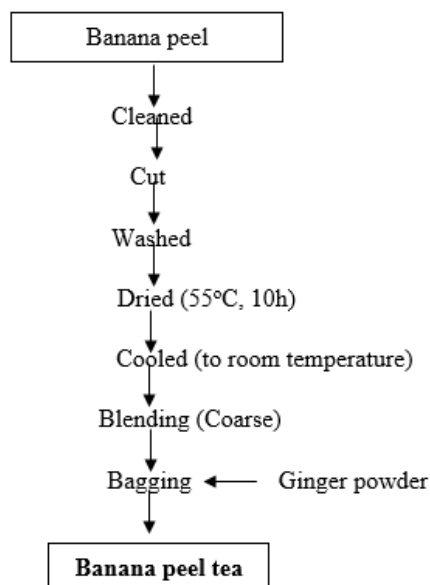 Banana peel
Cleaned
Cut
Washed
Dried (55°C, 10h)
Cooled (to room temperature)
Blending (Coarse)
Bagging Ginger powder
Banana peel tea